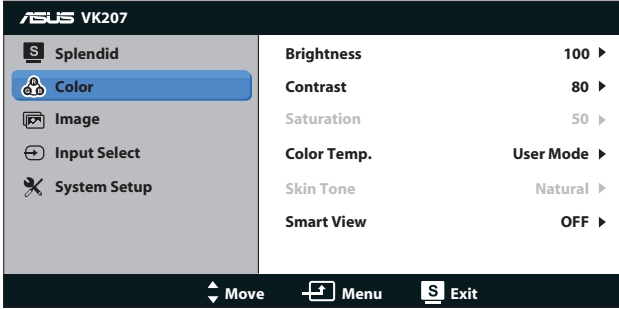 ASUS VK207
S Splendid
Color
Image
Input Select
System Setup
Brightness 100
Contrast 80
Saturation 50
Color Temp. User Mode
Skin Tone Natural
Smart View OFF
Move Menu S Exit